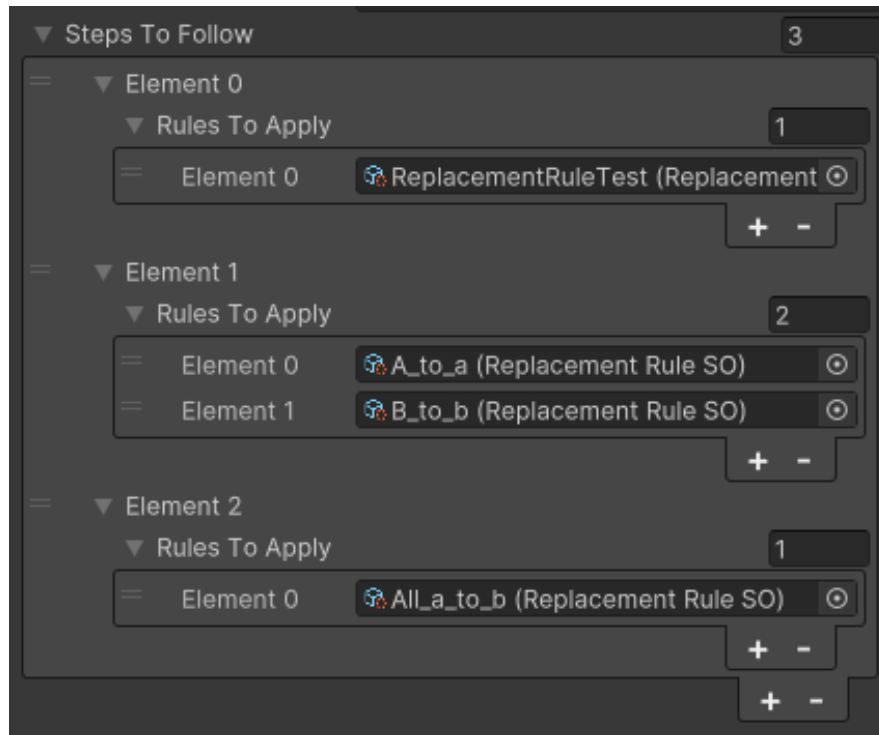 Steps To Follow 3
Element 0
Rules To Apply 1
Element 0 ReplacementRuleTest (Replacement
+ -
Element 1
Rules To Apply 2
Element 0 A_to_a (Replacement Rule SO)
Element 1 B_to_b (Replacement Rule SO)
+ -
Element 2
Rules To Apply 1
Element 0 All_a_to_b (Replacement Rule SO)
+ -
+ -